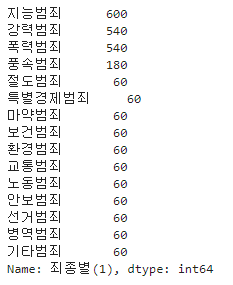 지능범죄 600
강력범죄 540
폭력범죄 540
풍속범죄 180
절도범죄 60
특별경제범죄 60
마약범죄 60
보건범죄 60
환경범죄 60
교통범죄 60
노동범죄 60
안보범죄 60
선거범죄 60
병역범죄 60
기타범죄 60
Name: 죄종별(1), dtype: int64